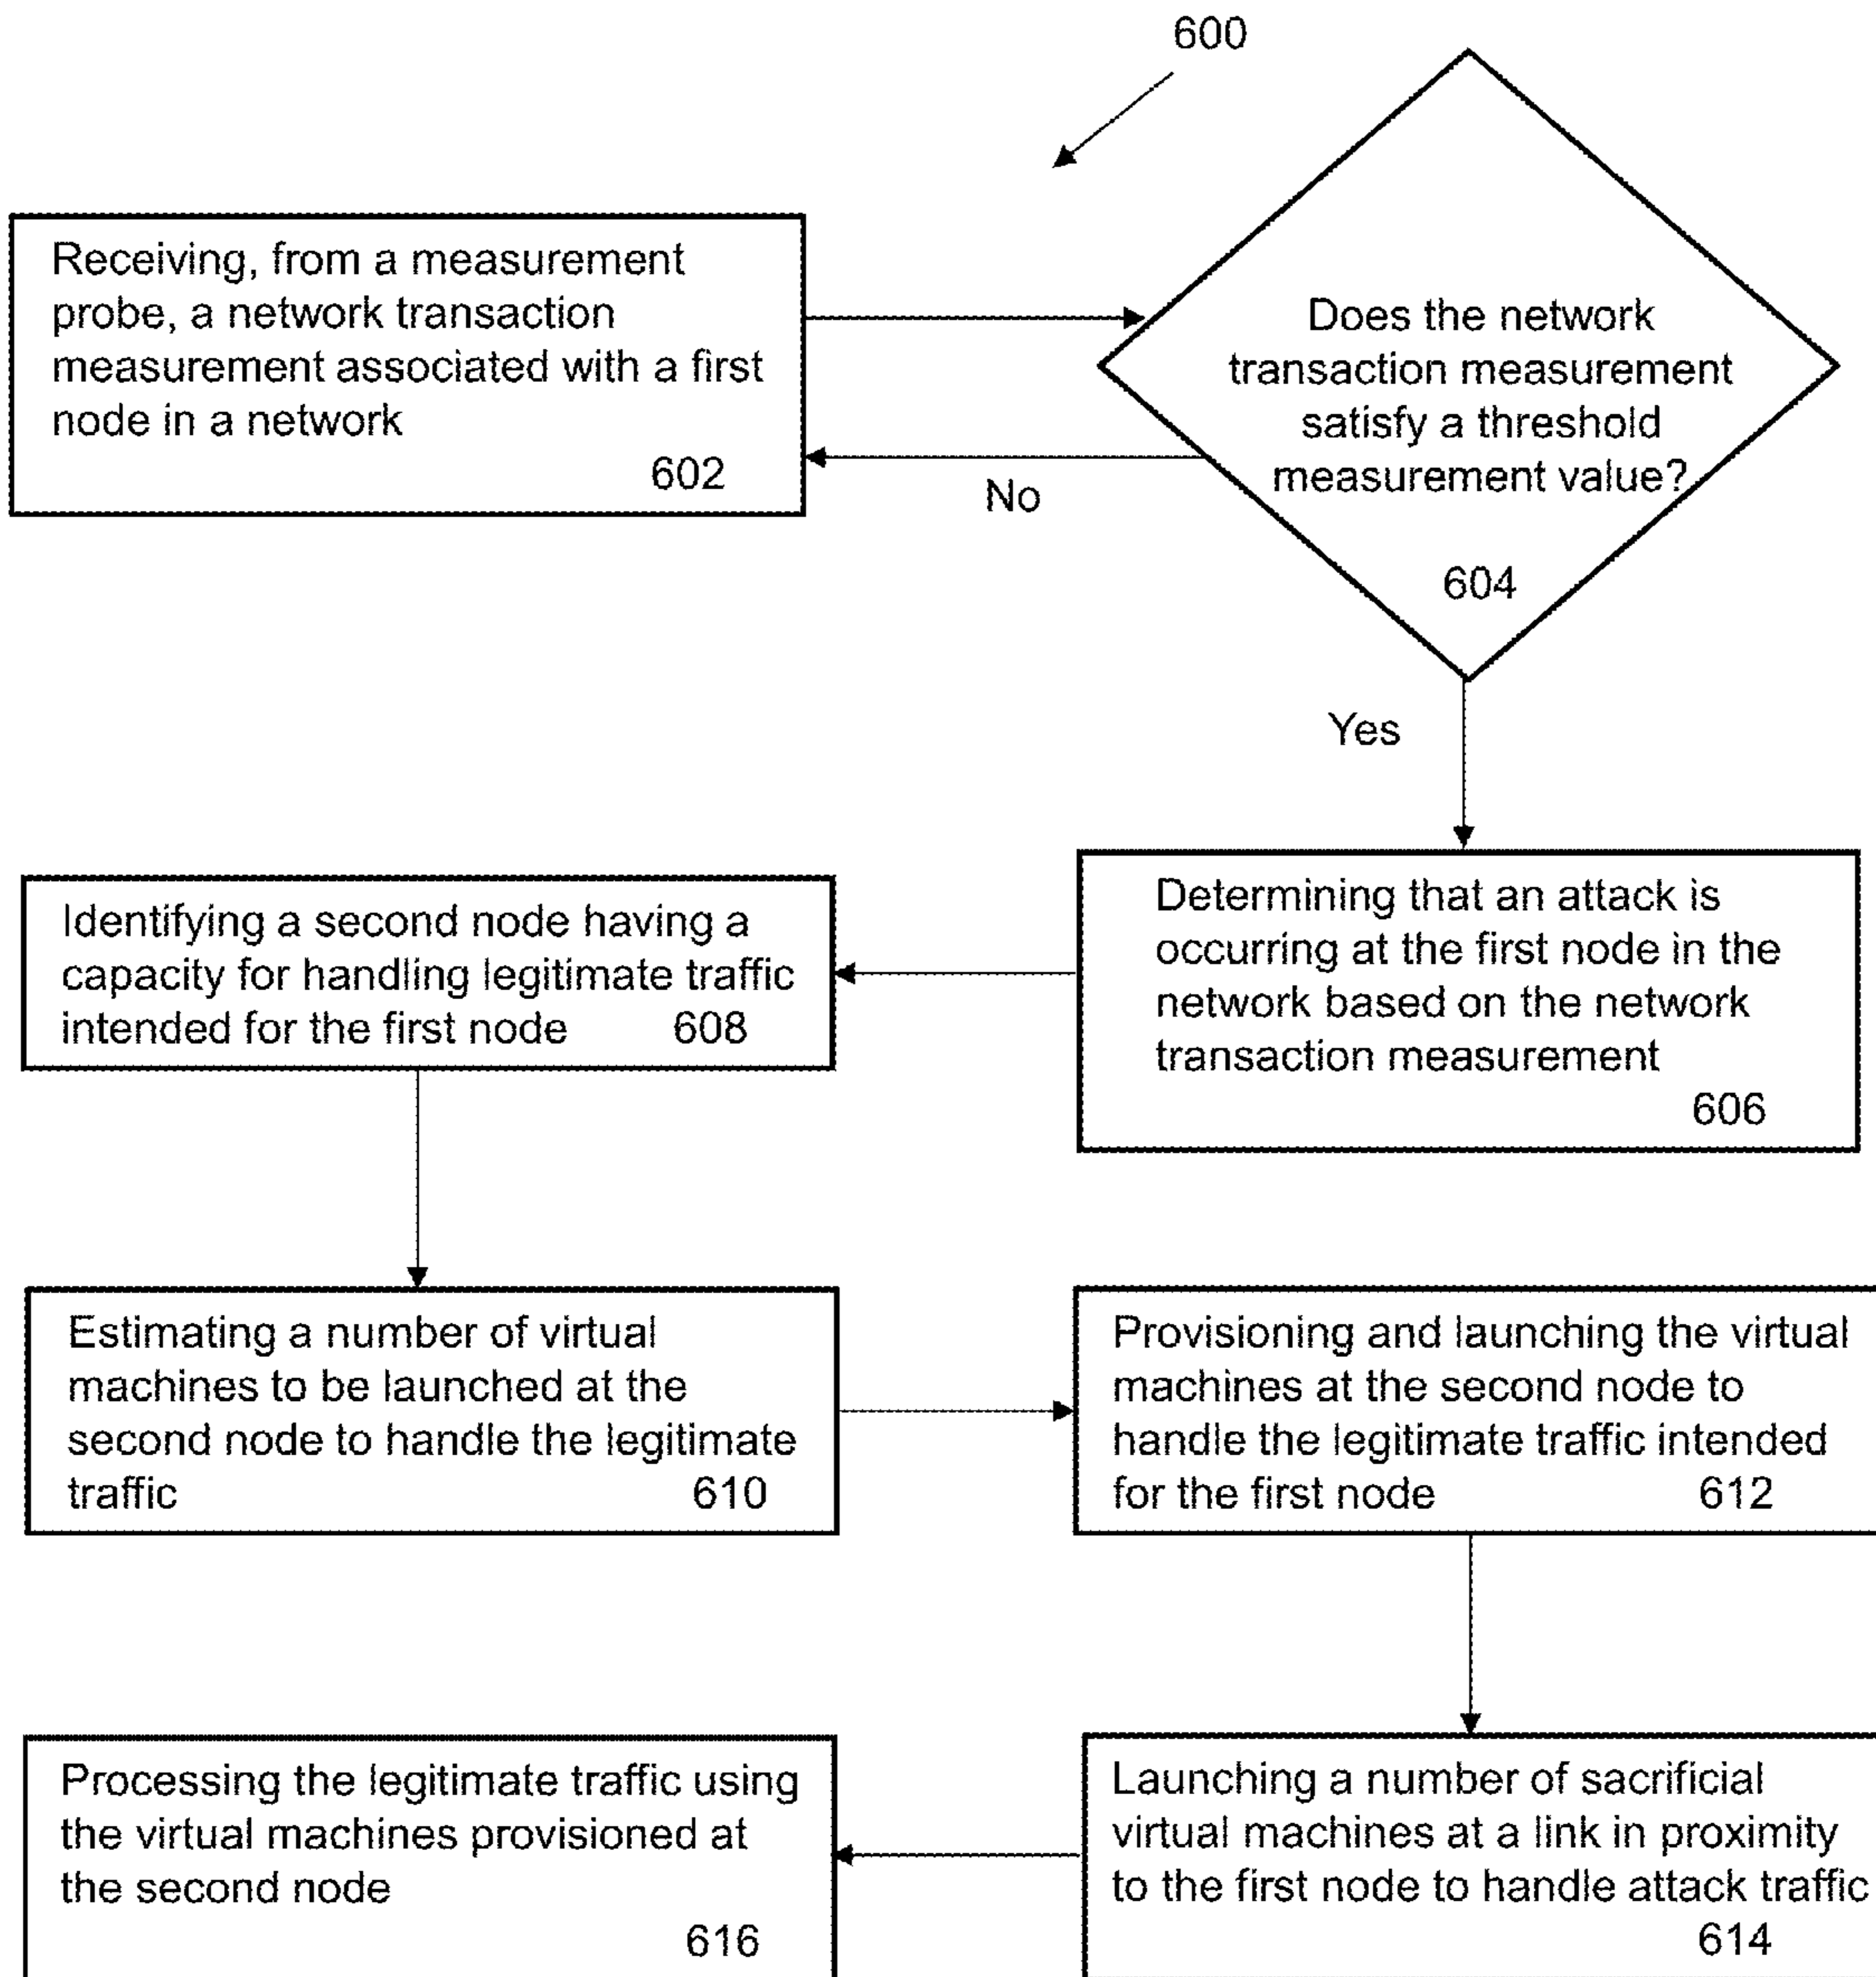 600
Receiving, from a measurement
probe, a network transaction
measurement associated with a first
node in a network
602
Does the network
transaction measurement
satisfy a threshold
measurement value?
604
No
Yes
Determining that an attack is
occurring at the first node in the
network based on the network
transaction measurement
606
Identifying a second node having a
capacity for handling legitimate traffic
intended for the first node 608
Estimating a number of virtual
machines to be launched at the
second node to handle the legitimate
traffic 610
Provisioning and launching the virtual
machines at the second node to
handle the legitimate traffic intended
for the first node 612
Launching a number of sacrificial
virtual machines at a link in proximity
to the first node to handle attack traffic
614
Processing the legitimate traffic using
the virtual machines provisioned at
the second node
616